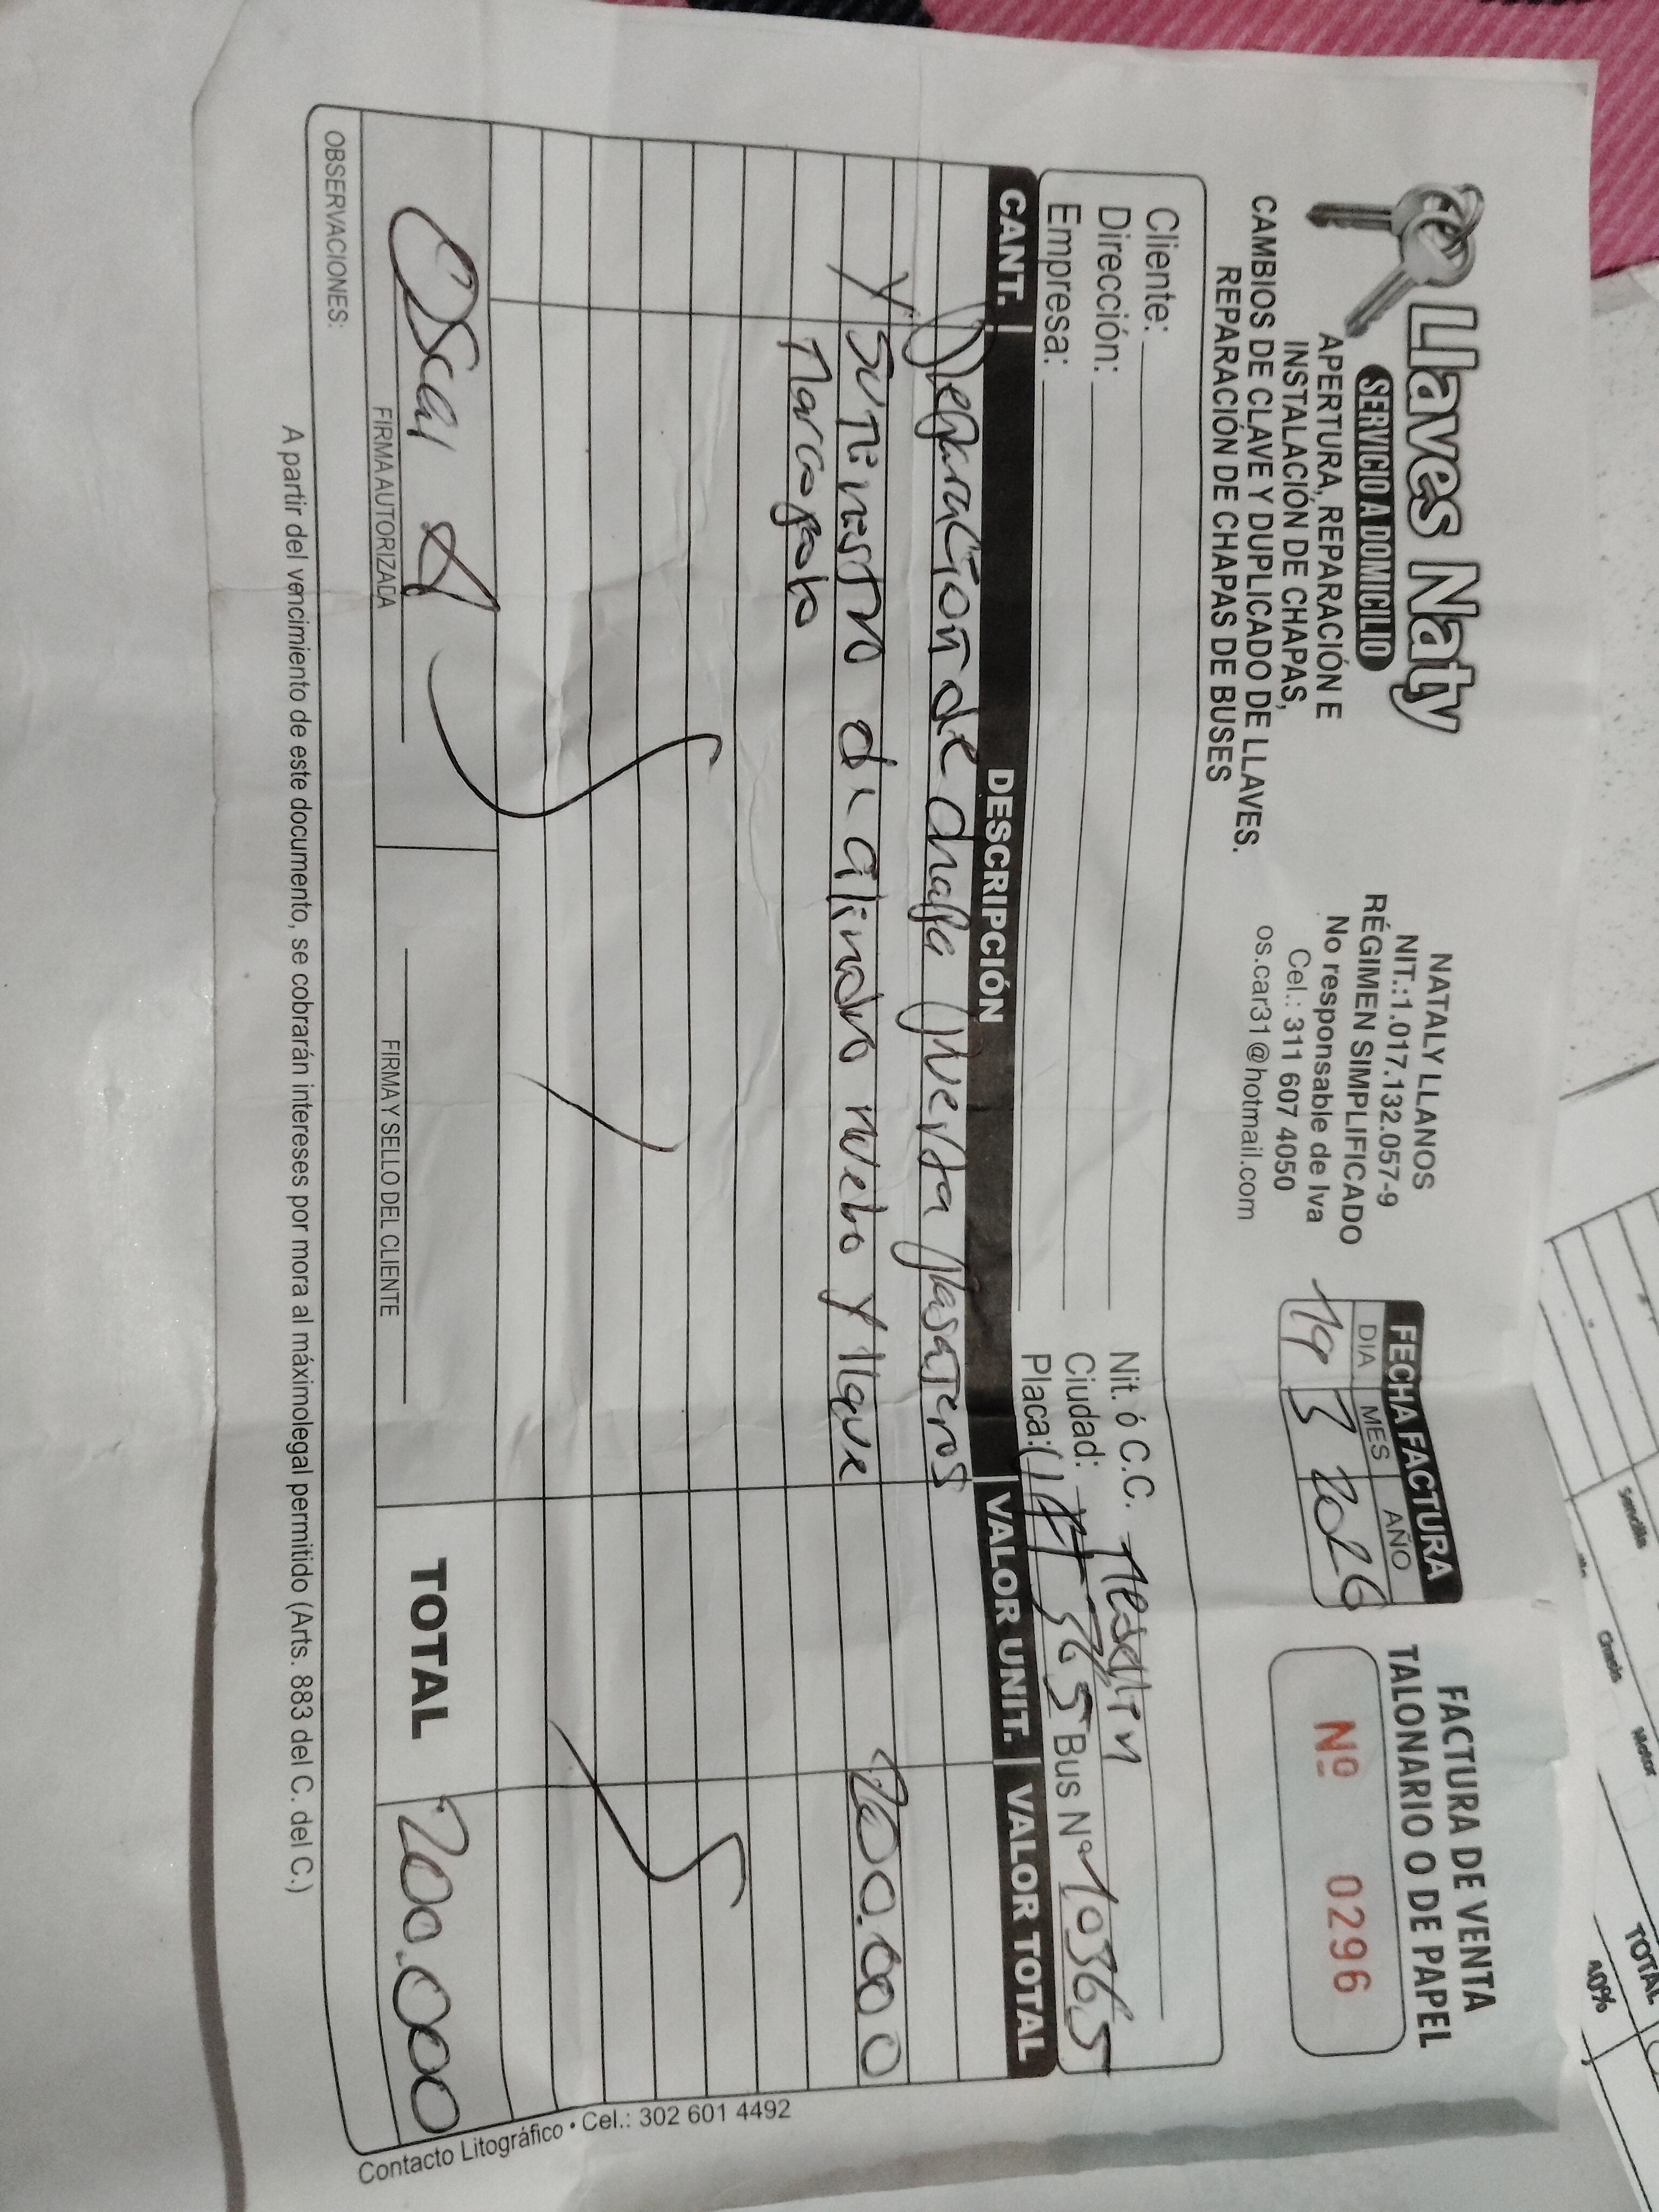 Llaves Naty
SERVICIO A DOMICILIO
APERTURA, REPARACIÓN E
INSTALACIÓN DE CHAPAS,
CAMBIOS DE CLAVE Y DUPLICADO DE LLAVES.
REPARACIÓN DE CHAPAS DE BUSES
NATALY LLANOS
NIT.:1.017.132.057-9
RÉGIMEN SIMPLIFICADO
No responsable de Iva
Cel.: 311 607 4050
os.car31@hotmail.com
FECHA FACTURA
DIA MES AÑO
19 3 2026
FACTURA DE VENTA
TALONARIO O DE PAPEL
Nº 0296
Cliente:
Nit. ó C.C.
Dirección:
Ciudad:
Empresa:
Placa: 365 Bus Nº 10365
CANT. DESCRIPCIÓN VALOR UNIT. VALOR TOTAL
Reparacion de chapa puerta pasajeros
Y suministro de cilindro nuebo y llave 200.000
OSCAR
FIRMA AUTORIZADA
FIRMA Y SELLO DEL CLIENTE
TOTAL 200.000
OBSERVACIONES:
A partir del vencimiento de este documento, se cobrarán intereses por mora al máximolegal permitido (Arts. 883 del C. del C.)
Contacto Litográfico • Cel.: 302 601 4492
Sencilla
TOTAL
40%